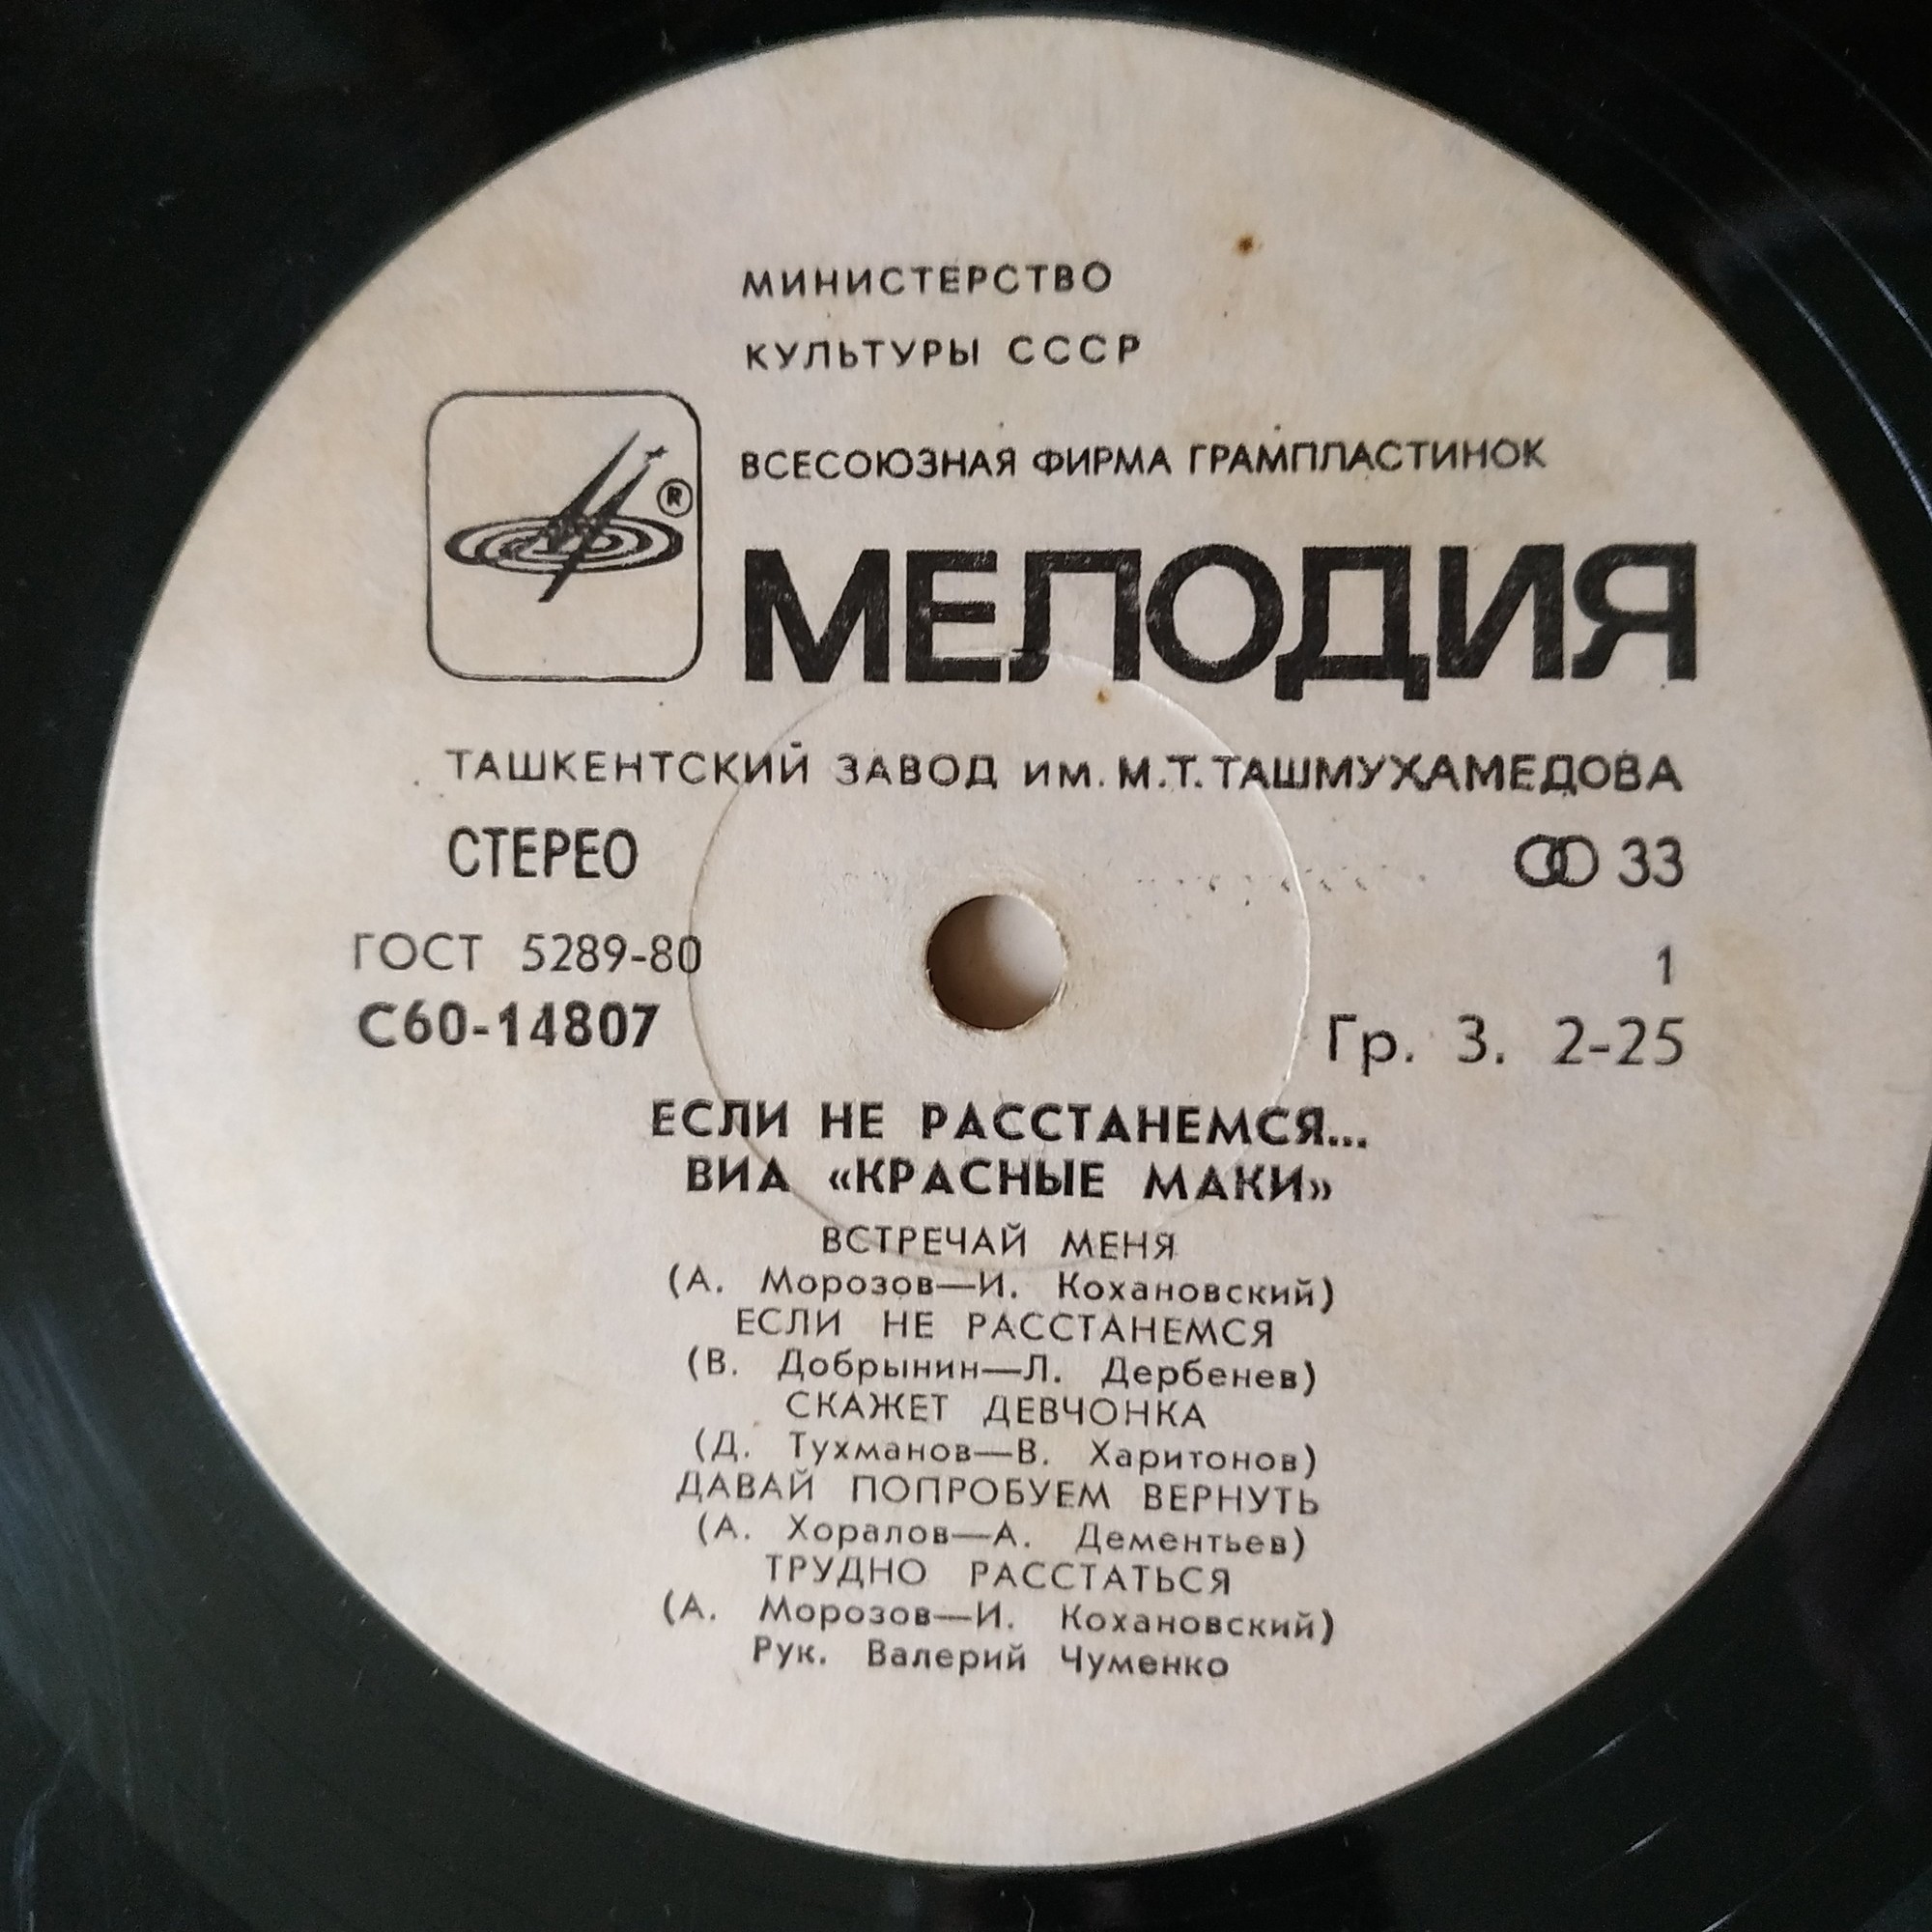 МИНИСТЕРСТВО
КУЛЬТУРЫ СССР
ВСЕСОЮЗНАЯ ФИРМА ГРАМПЛАСТИНОК
®
МЕЛОДИЯ
ТАШКЕНТСКИЙ ЗАВОД им. М.Т. ТАШМУХАМЕДОВА
СТЕРЕО 33
ГОСТ 5289-80 1
С60-14807 Гр. 3. 2-25
ЕСЛИ НЕ РАССТАНЕМСЯ...
ВИА «КРАСНЫЕ МАКИ»
ВСТРЕЧАЙ МЕНЯ
(А. Морозов—И. Кохановский)
ЕСЛИ НЕ РАССТАНЕМСЯ
(В. Добрынин—Л. Дербенев)
СКАЖЕТ ДЕВЧОНКА
(Д. Тухманов—В. Харитонов)
ДАВАЙ ПОПРОБУЕМ ВЕРНУТЬ
(А. Хоралов—А. Дементьев)
ТРУДНО РАССТАТЬСЯ
(А. Морозов—И. Кохановский)
Рук. Валерий Чуменко